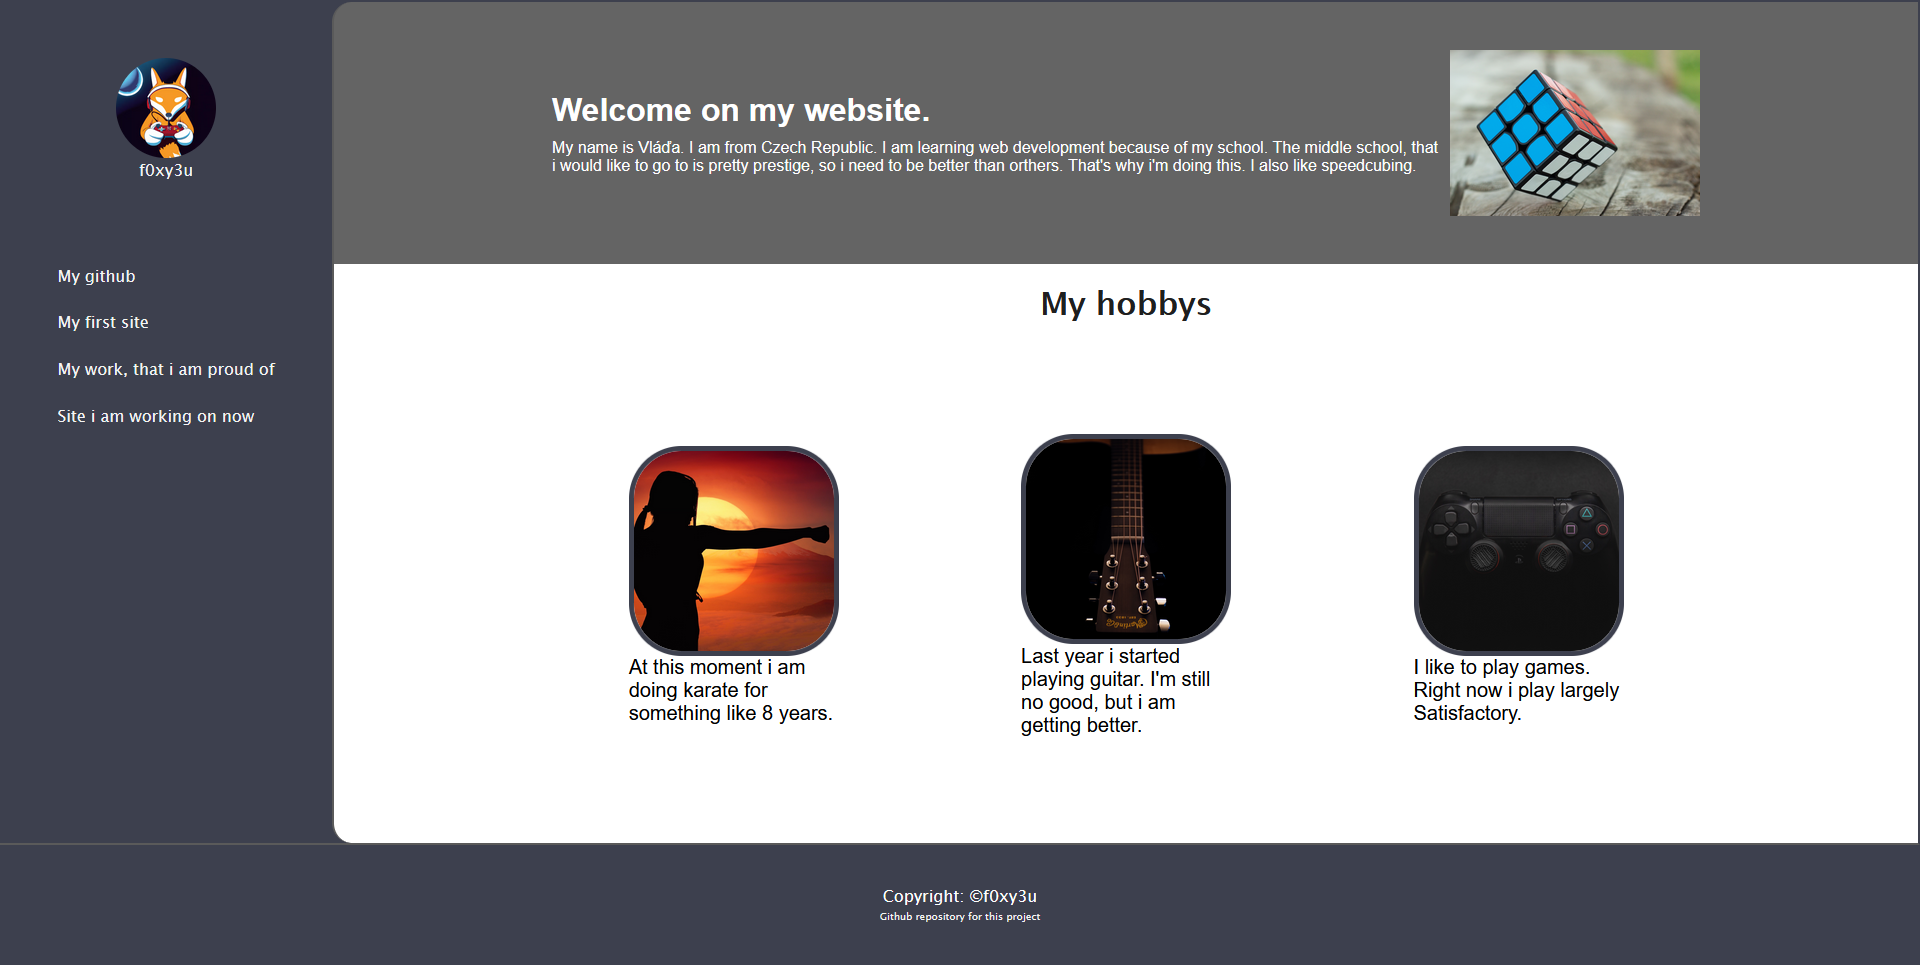 f0xy3u
My github
My first site
My work, that i am proud of
Site i am working on now
Welcome on my website.
My name is Vláďa. I am from Czech Republic. I am learning web development because of my school. The middle school, that
i would like to go to is pretty prestige, so i need to be better than orthers. That's why i'm doing this. I also like speedcubing.
My hobbys
At this moment i am
doing karate for
something like 8 years.
Last year i started
playing guitar. I'm still
no good, but i am
getting better.
I like to play games.
Right now i play largely
Satisfactory.
Copyright: ©f0xy3u
Github repository for this project